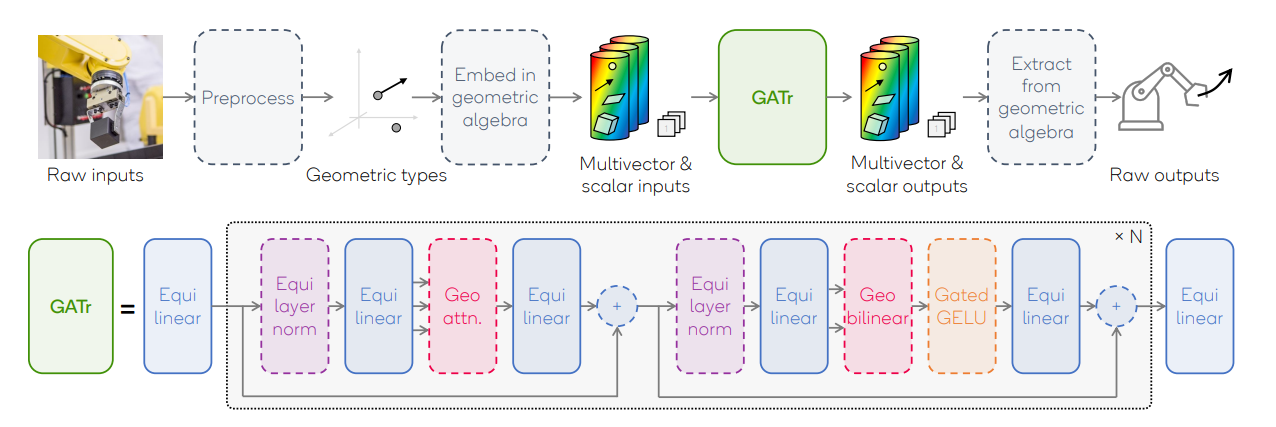 Preprocess
Embed in
geometric
algebra
GATr
Extract
from
geometric
algebra
Raw inputs
Geometric types
Multivector &
scalar inputs
Multivector &
scalar outputs
Raw outputs
× N
GATr
=
Equi
linear
Equi
layer
norm
Equi
linear
Geo
attn.
Equi
linear
+
Equi
layer
norm
Equi
linear
Geo
bilinear
Gated
GELU
Equi
linear
+
Equi
linear